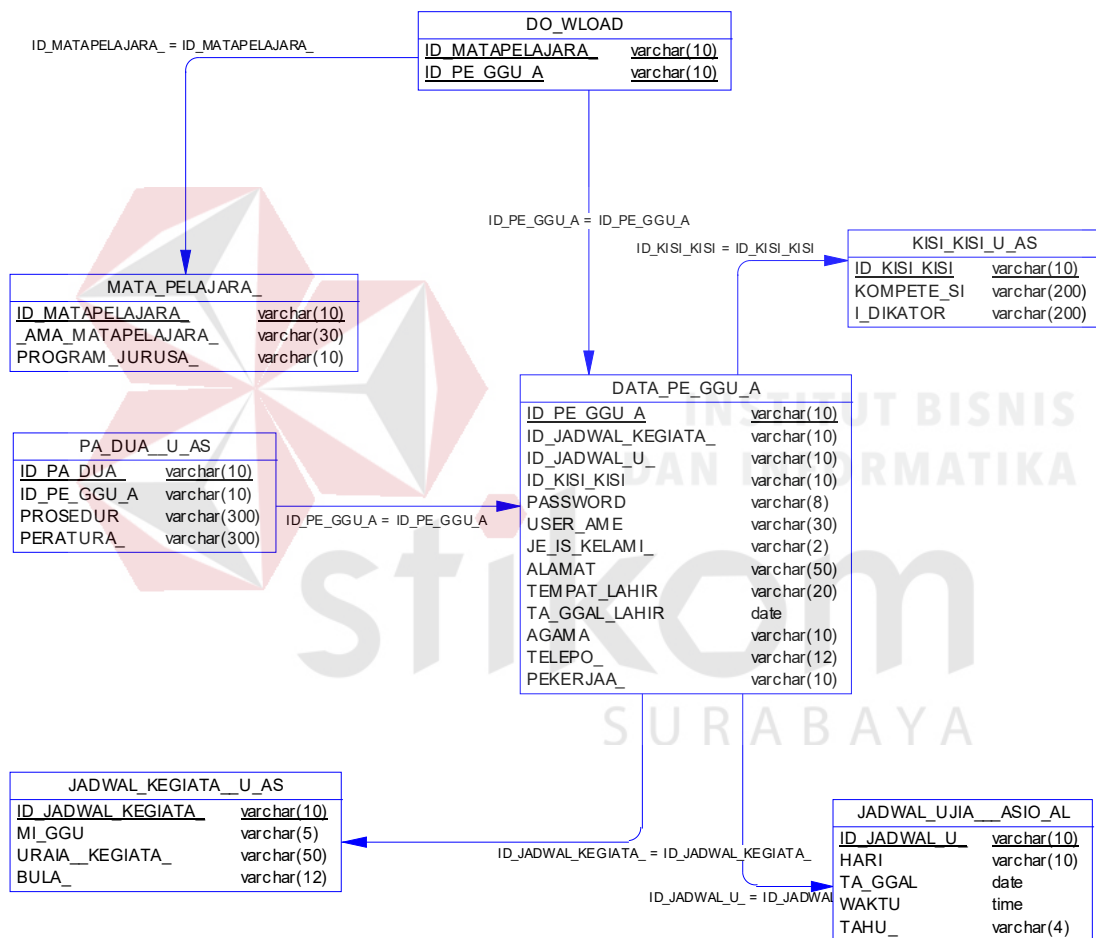 DO_WLOAD
ID_MATAPELAJARA_ varchar(10)
ID_PE_GGU_A varchar(10)
ID_MATAPELAJARA_ = ID_MATAPELAJARA_
ID_PE_GGU_A = ID_PE_GGU_A
ID_KISI_KISI = ID_KISI_KISI
KISI_KISI_U_AS
ID_KISI_KISI varchar(10)
KOMPETE_SI varchar(200)
I_DIKATOR varchar(200)
MATA_PELAJARA_
ID_MATAPELAJARA_ varchar(10)
_AMA_MATAPELAJARA_ varchar(30)
PROGRAM_JURUSA_ varchar(10)
DATA_PE_GGU_A
ID_PE_GGU_A varchar(10)
ID_JADWAL_KEGIATA_ varchar(10)
ID_JADWAL_U_ varchar(10)
ID_KISI_KISI varchar(10)
PASSWORD varchar(8)
USER_AME varchar(30)
JE_IS_KELAMI_ varchar(2)
ALAMAT varchar(50)
TEMPAT_LAHIR varchar(20)
TA_GGAL_LAHIR date
AGAMA varchar(10)
TELEPO_ varchar(12)
PEKERJAA_ varchar(10)
INSTITUT BISNIS
DAN INFORMATIKA
stikom
SURABAYA
PA_DUA__U_AS
ID_PA_DUA_ varchar(10)
ID_PE_GGU_A varchar(10)
PROSEDUR varchar(300)
PERATURA_ varchar(300)
ID_PE_GGU_A = ID_PE_GGU_A
JADWAL_KEGIATA__U_AS
ID_JADWAL_KEGIATA_ varchar(10)
MI_GGU varchar(5)
URAIA__KEGIATA_ varchar(50)
BULA_ varchar(12)
ID_JADWAL_KEGIATA_ = ID_JADWAL_KEGIATA_
ID_JADWAL_U_ = ID_JADWAL
JADWAL_UJIA___ASIO_AL
ID_JADWAL_U_ varchar(10)
HARI varchar(10)
TA_GGAL date
WAKTU time
TAHU_ varchar(4)